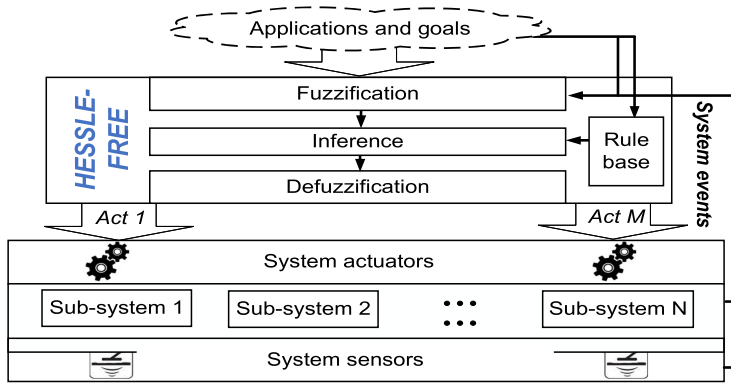 Applications and goals
HESSLE-
FREE
Fuzzification
Inference
Defuzzification
Rule
base
System events
Act 1
Act M
System actuators
Sub-system 1
Sub-system 2
Sub-system N
System sensors